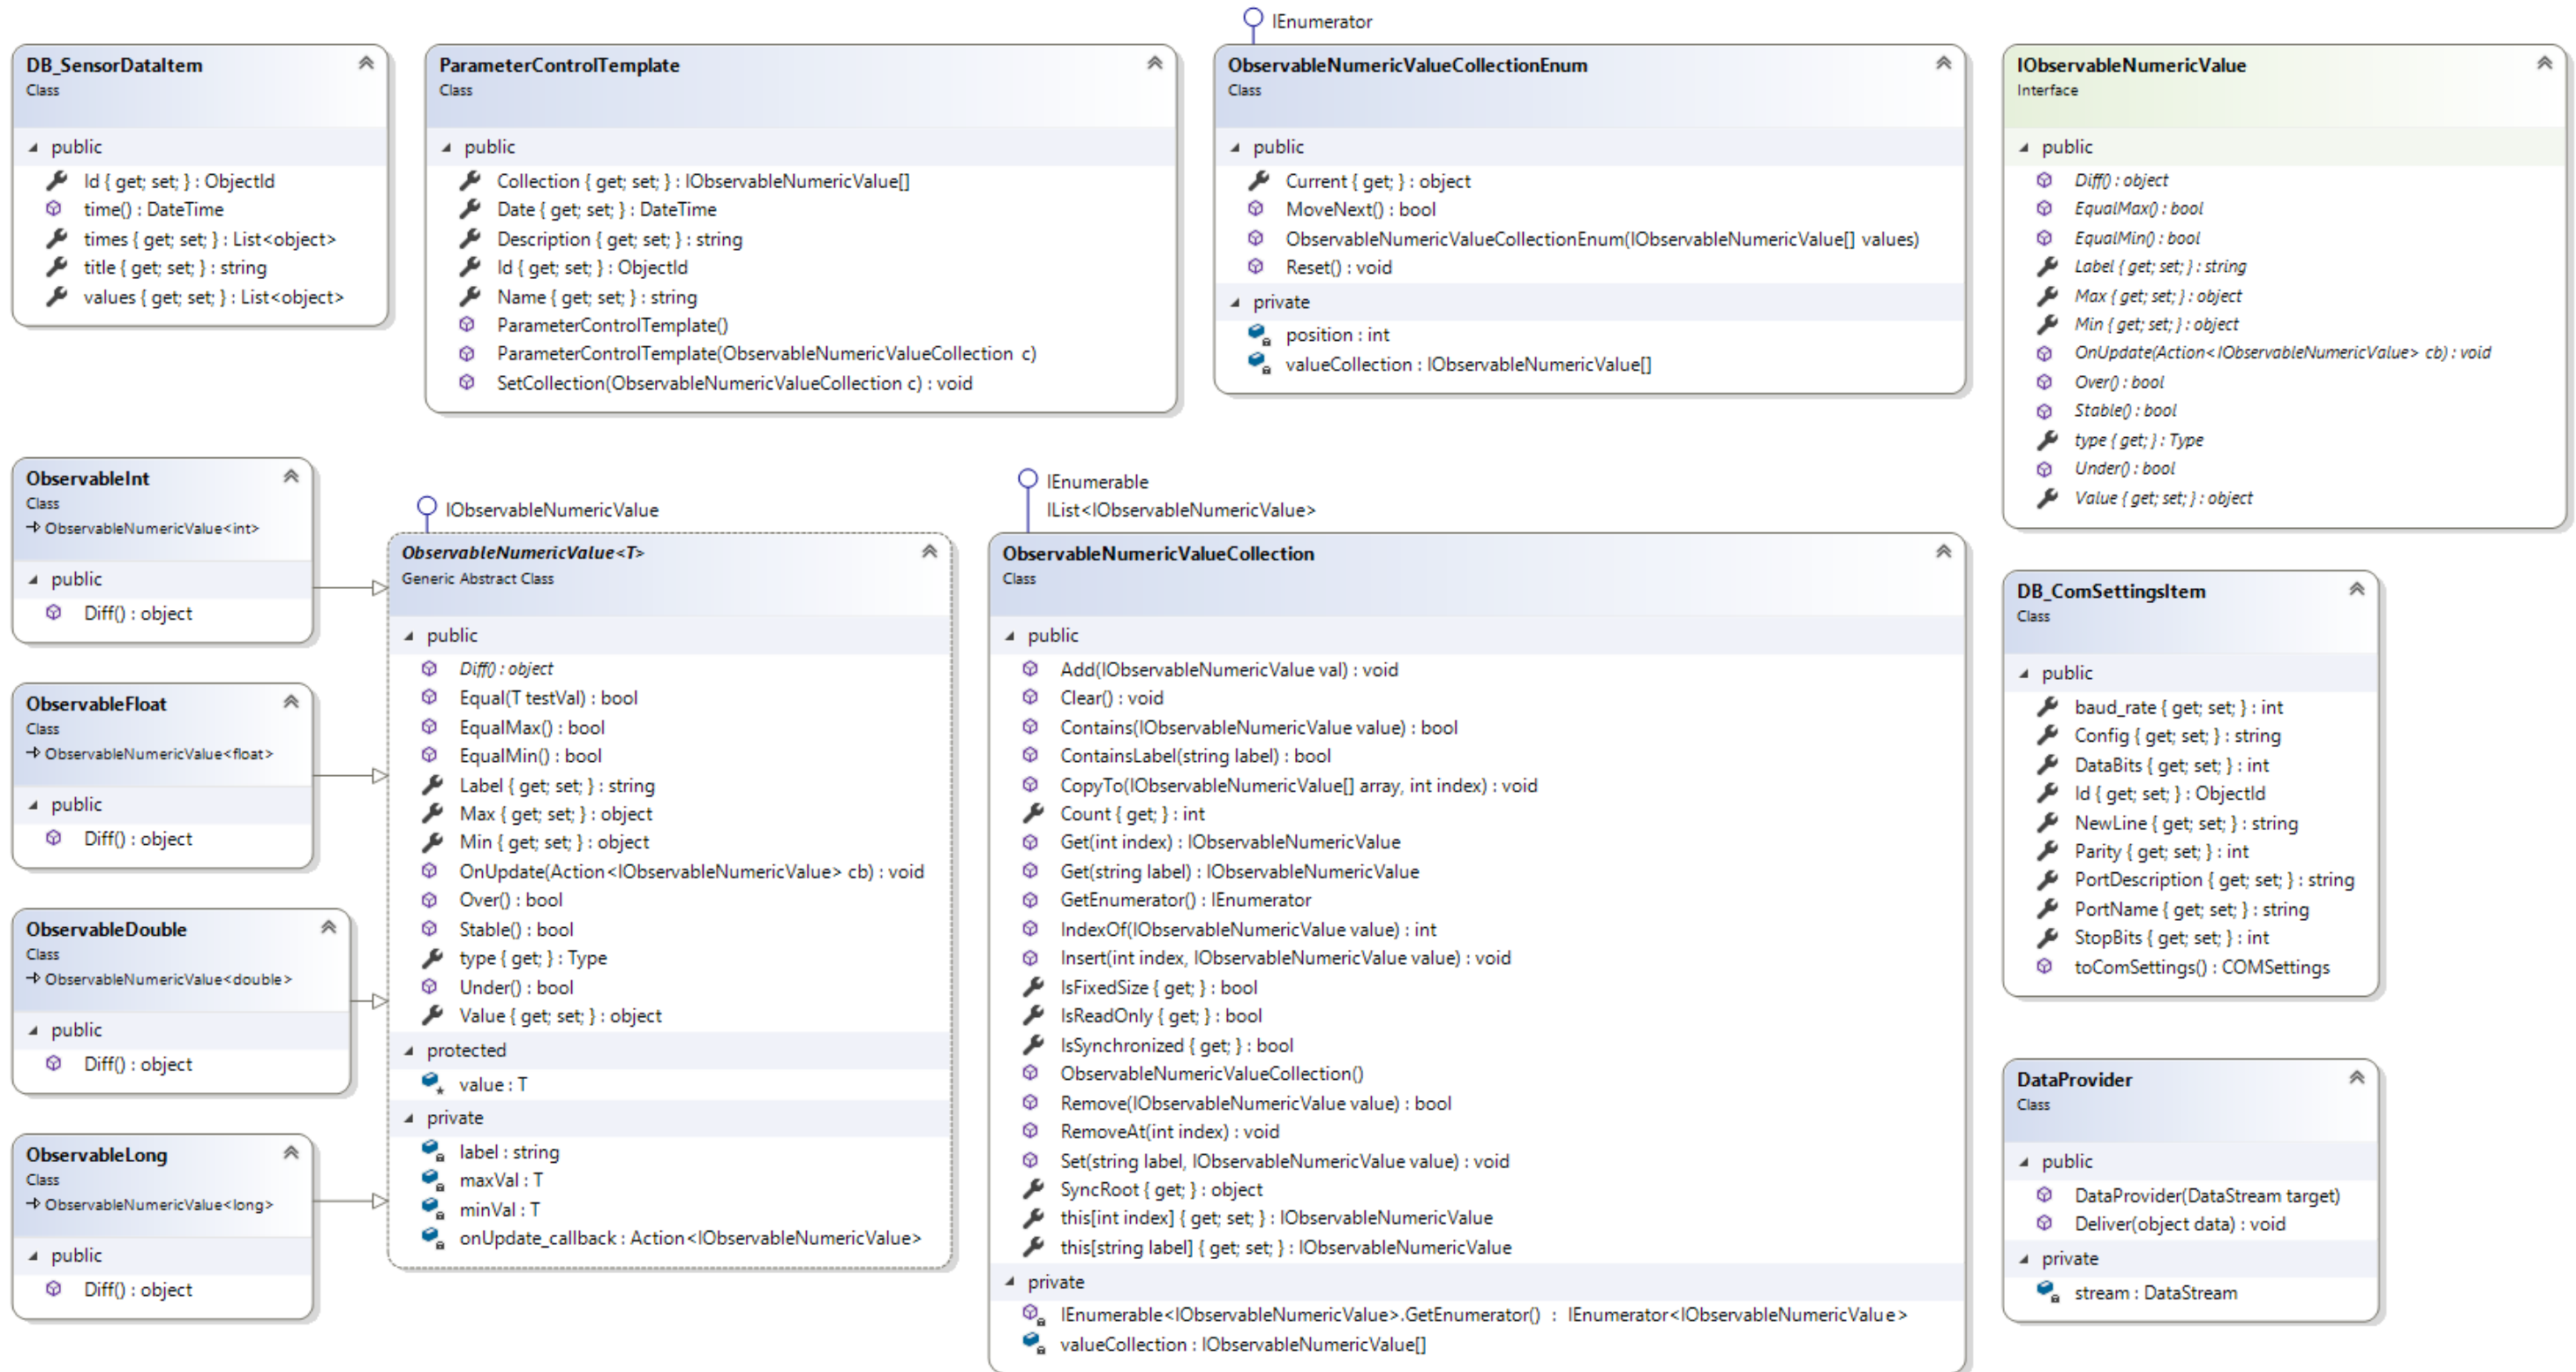 DB_SensorDataItem
Class
public
Id { get; set; } : ObjectId
time() : DateTime
times { get; set; } : List<object>
title { get; set; } : string
values { get; set; } : List<object>
ParameterControlTemplate
Class
public
Collection { get; set; } : IObservableNumericValue[]
Date { get; set; } : DateTime
Description { get; set; } : string
Id { get; set; } : ObjectId
Name { get; set; } : string
ParameterControlTemplate()
ParameterControlTemplate(ObservableNumericValueCollection c)
SetCollection(ObservableNumericValueCollection c) : void
IEnumerator
ObservableNumericValueCollectionEnum
Class
public
Current { get; } : object
MoveNext() : bool
ObservableNumericValueCollectionEnum(IObservableNumericValue[] values)
Reset() : void
private
position : int
valueCollection : IObservableNumericValue[]
IObservableNumericValue
Interface
public
Diff() : object
EqualMax() : bool
EqualMin() : bool
Label { get; set; } : string
Max { get; set; } : object
Min { get; set; } : object
OnUpdate(Action<IObservableNumericValue> cb) : void
Over() : bool
Stable() : bool
type { get; } : Type
Under() : bool
Value { get; set; } : object
ObservableInt
Class
→ ObservableNumericValue<int>
public
Diff() : object
ObservableFloat
Class
→ ObservableNumericValue<float>
public
Diff() : object
ObservableDouble
Class
→ ObservableNumericValue<double>
public
Diff() : object
ObservableLong
Class
→ ObservableNumericValue<long>
public
Diff() : object
IObservableNumericValue
ObservableNumericValue<T>
Generic Abstract Class
public
Diff() : object
Equal(T testVal) : bool
EqualMax() : bool
EqualMin() : bool
Label { get; set; } : string
Max { get; set; } : object
Min { get; set; } : object
OnUpdate(Action<IObservableNumericValue> cb) : void
Over() : bool
Stable() : bool
type { get; } : Type
Under() : bool
Value { get; set; } : object
protected
value : T
private
label : string
maxVal : T
minVal : T
onUpdate_callback : Action<IObservableNumericValue>
IEnumerable
IList<IObservableNumericValue>
ObservableNumericValueCollection
Class
public
Add(IObservableNumericValue val) : void
Clear() : void
Contains(IObservableNumericValue value) : bool
ContainsLabel(string label) : bool
CopyTo(IObservableNumericValue[] array, int index) : void
Count { get; } : int
Get(int index) : IObservableNumericValue
Get(string label) : IObservableNumericValue
GetEnumerator() : IEnumerator
IndexOf(IObservableNumericValue value) : int
Insert(int index, IObservableNumericValue value) : void
IsFixedSize { get; } : bool
IsReadOnly { get; } : bool
IsSynchronized { get; } : bool
ObservableNumericValueCollection()
Remove(IObservableNumericValue value) : bool
RemoveAt(int index) : void
Set(string label, IObservableNumericValue value) : void
SyncRoot { get; } : object
this[int index] { get; set; } : IObservableNumericValue
this[string label] { get; set; } : IObservableNumericValue
private
IEnumerable<IObservableNumericValue>.GetEnumerator() : IEnumerator<IObservableNumericValue>
valueCollection : IObservableNumericValue[]
DB_ComSettingsItem
Class
public
baud_rate { get; set; } : int
Config { get; set; } : string
DataBits { get; set; } : int
Id { get; set; } : ObjectId
NewLine { get; set; } : string
Parity { get; set; } : int
PortDescription { get; set; } : string
PortName { get; set; } : string
StopBits { get; set; } : int
toComSettings() : COMSettings
DataProvider
Class
public
DataProvider(DataStream target)
Deliver(object data) : void
private
stream : DataStream